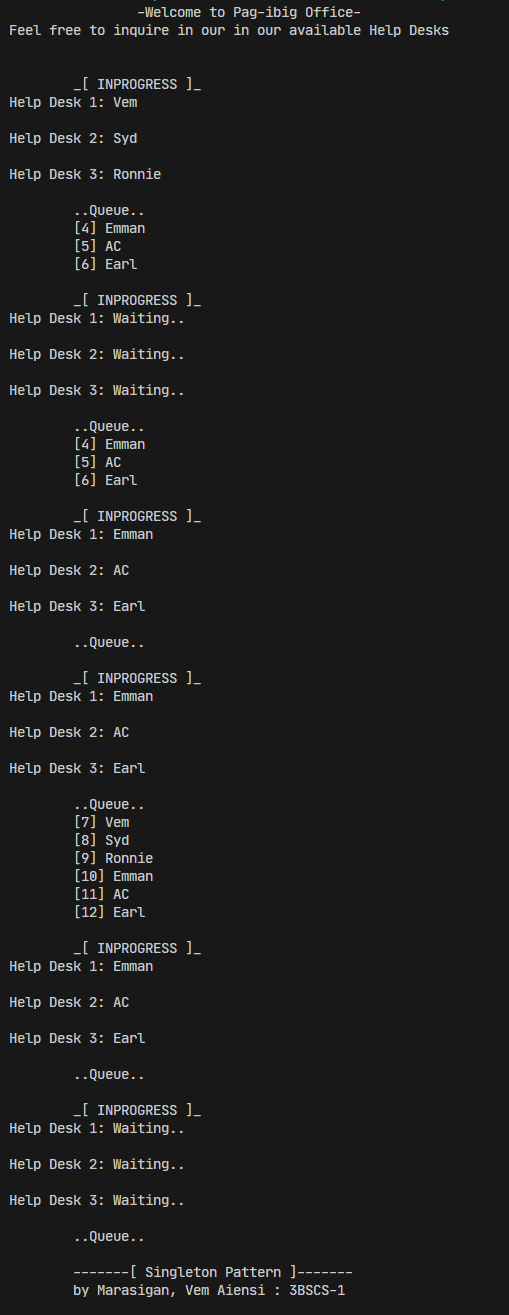 -Welcome to Pag-ibig Office-
Feel free to inquire in our in our available Help Desks
_[ INPROGRESS ]_
Help Desk 1: Vem
Help Desk 2: Syd
Help Desk 3: Ronnie
..Queue..
[4] Emman
[5] AC
[6] Earl
_[ INPROGRESS ]_
Help Desk 1: Waiting..
Help Desk 2: Waiting..
Help Desk 3: Waiting..
..Queue..
[4] Emman
[5] AC
[6] Earl
_[ INPROGRESS ]_
Help Desk 1: Emman
Help Desk 2: AC
Help Desk 3: Earl
..Queue..
_[ INPROGRESS ]_
Help Desk 1: Emman
Help Desk 2: AC
Help Desk 3: Earl
..Queue..
[7] Vem
[8] Syd
[9] Ronnie
[10] Emman
[11] AC
[12] Earl
_[ INPROGRESS ]_
Help Desk 1: Emman
Help Desk 2: AC
Help Desk 3: Earl
..Queue..
_[ INPROGRESS ]_
Help Desk 1: Waiting..
Help Desk 2: Waiting..
Help Desk 3: Waiting..
..Queue..
-------[ Singleton Pattern ]-------
by Marasigan, Vem Aiensi : 3BSCS-1